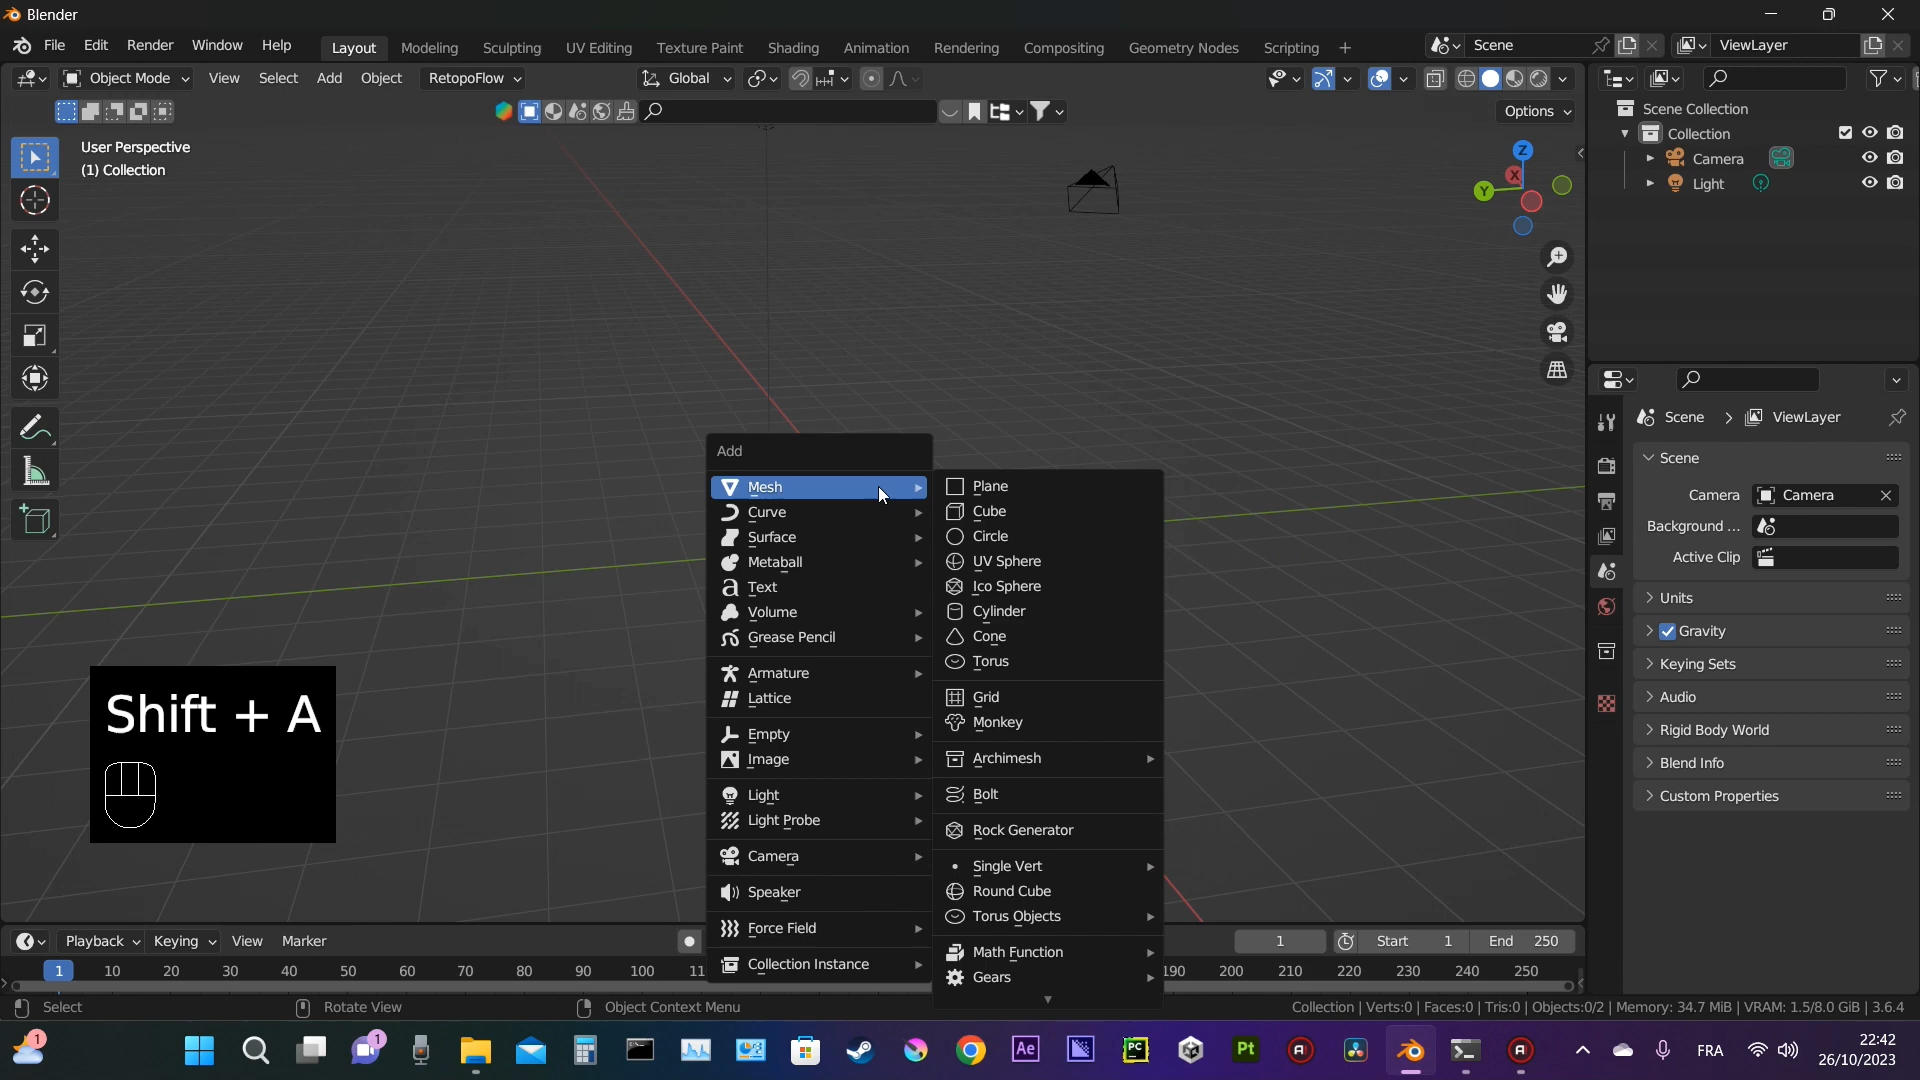 Blender
File Edit Render Window Help Layout Modeling Sculpting UV Editing Texture Paint Shading Animation Rendering Compositing Geometry Nodes Scripting + Scene ViewLayer
Object Mode View Select Add Object RetopoFlow Global
Options
User Perspective
(1) Collection
Z
X
Y
Scene Collection
Collection
Camera
Light
Scene ViewLayer
Scene
Camera Camera
Background ...
Active Clip
Units
Gravity
Keying Sets
Audio
Rigid Body World
Blend Info
Custom Properties
Add
Mesh
Curve
Surface
Metaball
Text
Volume
Grease Pencil
Armature
Lattice
Empty
Image
Light
Light Probe
Camera
Speaker
Force Field
Collection Instance
Plane
Cube
Circle
UV Sphere
Ico Sphere
Cylinder
Cone
Torus
Grid
Monkey
Archimesh
Bolt
Rock Generator
Single Vert
Round Cube
Torus Objects
Math Function
Gears
Shift + A
Playback Keying View Marker 1 Start 1 End 250
1 10 20 30 40 50 60 70 80 90 100 11 190 200 210 220 230 240 250
Select Rotate View Object Context Menu Collection | Verts:0 | Faces:0 | Tris:0 | Objects:0/2 | Memory: 34.7 MiB | VRAM: 1.5/8.0 GiB | 3.6.4
1 1 Ae PC Pt FRA 22:42
26/10/2023